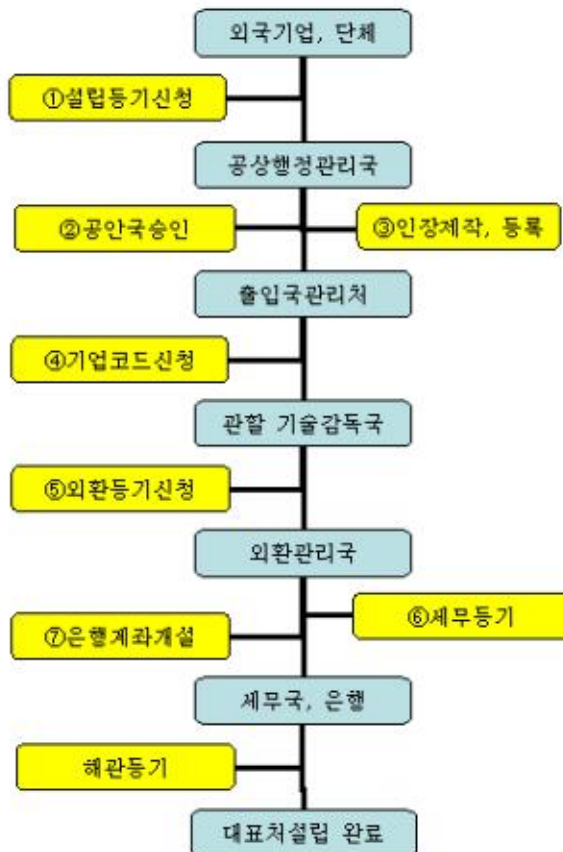 외국기업, 단체
①설립등기신청
공상행정관리국
②공안국승인
③인장제작, 등록
출입국관리처
④기업코드신청
관할 기술감독국
⑤외환등기신청
외환관리국
⑥세무등기
⑦은행계좌개설
세무국, 은행
해관등기
대표처설립 완료